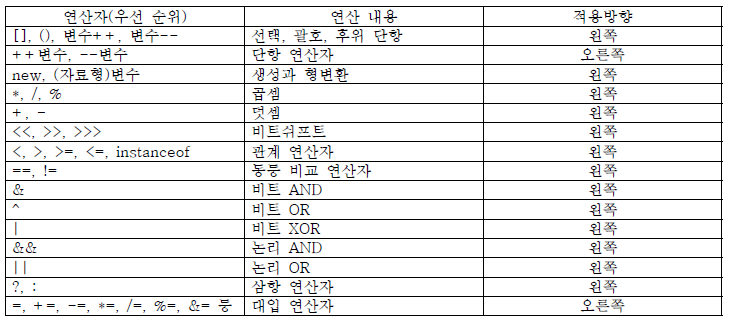 연산자(우선 순위) 연산 내용 적용방향
[], (), 변수++, 변수-- 선택, 괄호, 후위 단항 왼쪽
++변수, --변수 단항 연산자 오른쪽
new, (자료형)변수 생성과 형변환 왼쪽
*, /, % 곱셈 왼쪽
+, - 덧셈 왼쪽
<<, >>, >>> 비트쉬프트 왼쪽
<, >, >=, <=, instanceof 관계 연산자 왼쪽
==, != 동등 비교 연산자 왼쪽
& 비트 AND 왼쪽
^ 비트 OR 왼쪽
| 비트 XOR 왼쪽
&& 논리 AND 왼쪽
|| 논리 OR 왼쪽
?, : 삼항 연산자 왼쪽
=, +=, -=, *=, /=, %=, &= 등 대입 연산자 오른쪽